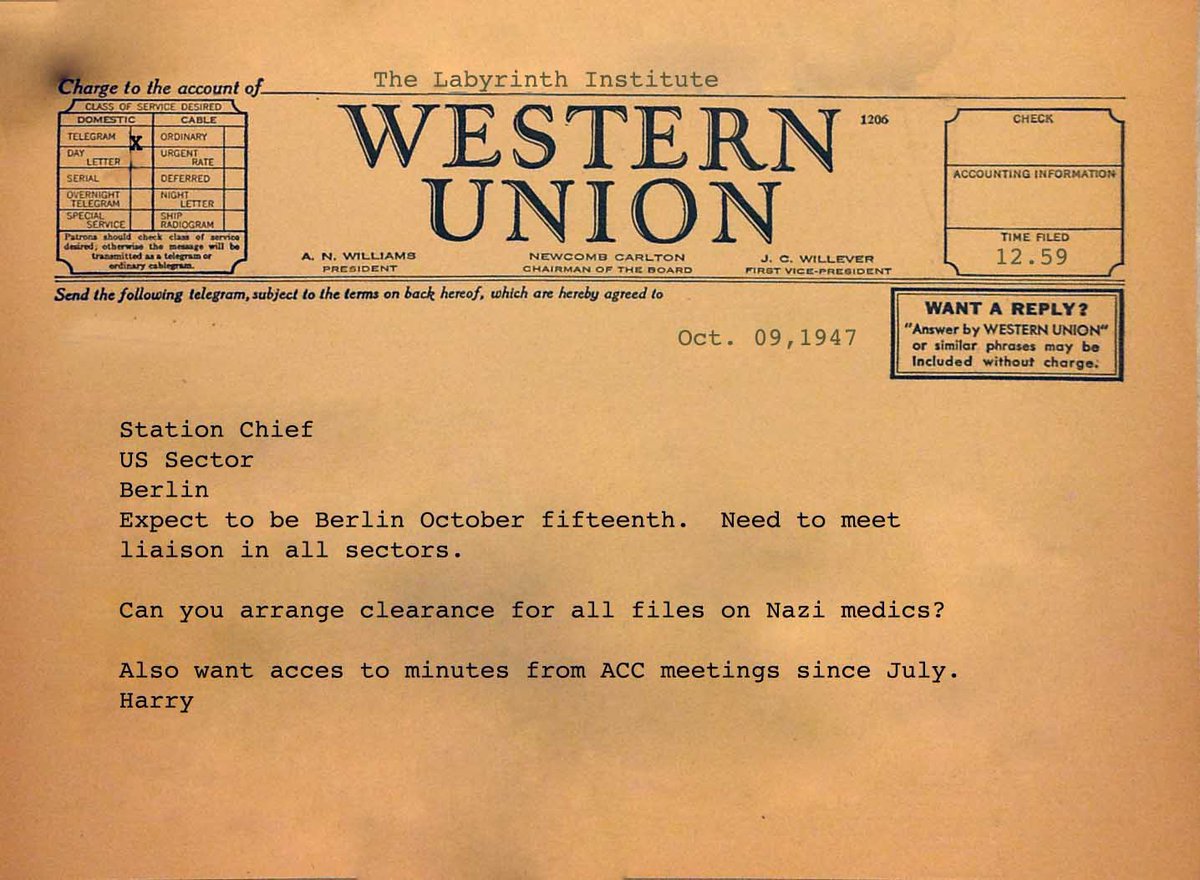 Charge to the account of The Labyrinth Institute
CLASS OF SERVICE DESIRED
DOMESTIC CABLE
TELEGRAM X ORDINARY
DAY LETTER URGENT RATE
SERIAL DEFERRED
OVERNIGHT TELEGRAM NIGHT LETTER
SPECIAL SERVICE SHIP RADIOGRAM
Patrons should check class of service
desired; otherwise the message will be
transmitted as a telegram or
ordinary cablegram.
WESTERN
UNION
1206
A. N. WILLIAMS
PRESIDENT
NEWCOMB CARLTON
CHAIRMAN OF THE BOARD
J. C. WILLEVER
FIRST VICE-PRESIDENT
CHECK
ACCOUNTING INFORMATION
TIME FILED
12.59
Send the following telegram, subject to the terms on back hereof, which are hereby agreed to
WANT A REPLY?
"Answer by WESTERN UNION"
or similar phrases may be
included without charge.
Oct. 09,1947
Station Chief
US Sector
Berlin
Expect to be Berlin October fifteenth. Need to meet
liaison in all sectors.
Can you arrange clearance for all files on Nazi medics?
Also want acces to minutes from ACC meetings since July.
Harry